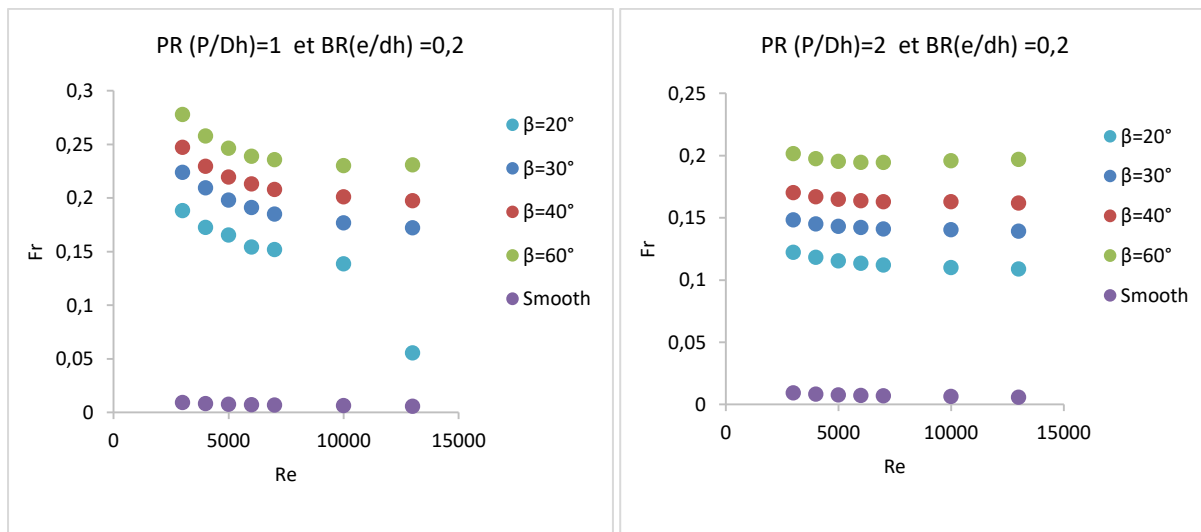 PR (P/Dh)=1 et BR(e/dh) =0,2
0,3
0,25
0,2
0,15
0,1
0,05
0
Fr
0 5000 10000 15000
Re
β=20°
β=30°
β=40°
β=60°
Smooth
PR (P/Dh)=2 et BR(e/dh) =0,2
0,25
0,2
0,15
0,1
0,05
0
Fr
0 5000 10000 15000
Re
β=20°
β=30°
β=40°
β=60°
Smooth